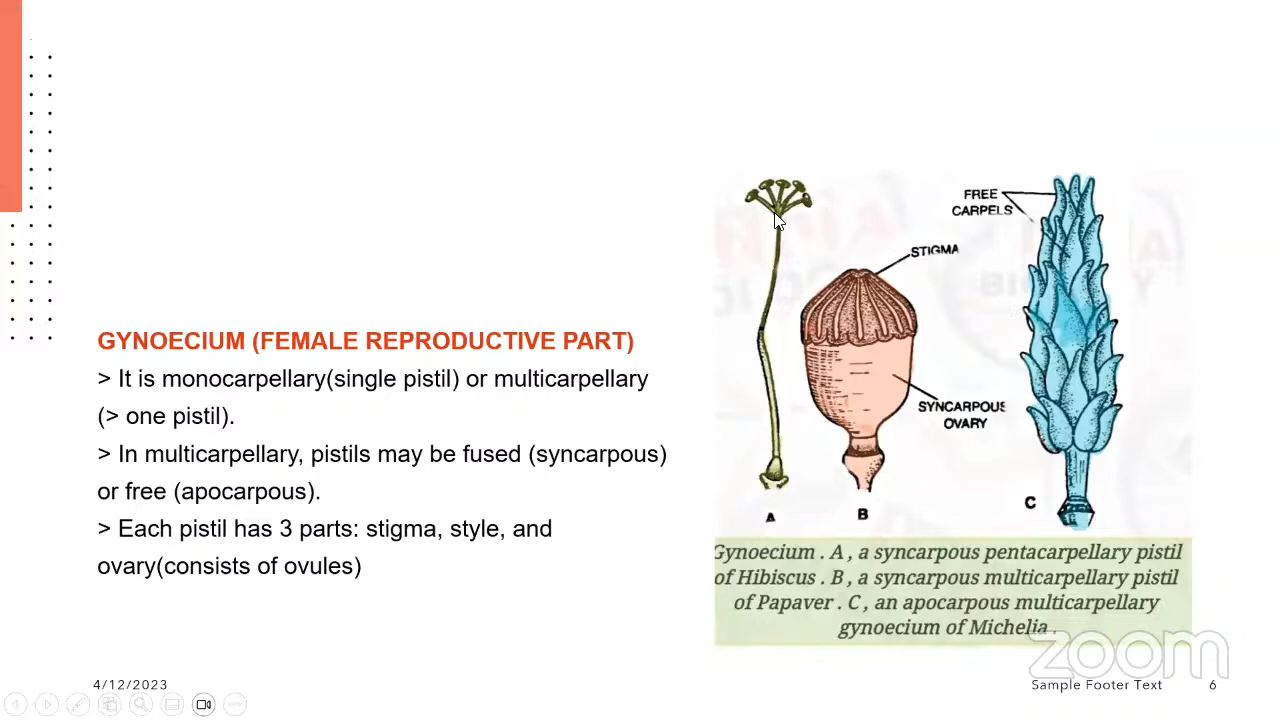 GYNOECIUM (FEMALE REPRODUCTIVE PART)
> It is monocarpellary(single pistil) or multicarpellary
(> one pistil).
> In multicarpellary, pistils may be fused (syncarpous)
or free (apocarpous).
> Each pistil has 3 parts: stigma, style, and
ovary(consists of ovules)
FREE
CARPELS
STIGMA
SYNCARPOUS
OVARY
A
B
C
Gynoecium . A , a syncarpous pentacarpellary pistil
of Hibiscus . B , a syncarpous multicarpellary pistil
of Papaver . C , an apocarpous multicarpellary
gynoecium of Michelia .
zoom
4/12/2023
Sample Footer Text
6